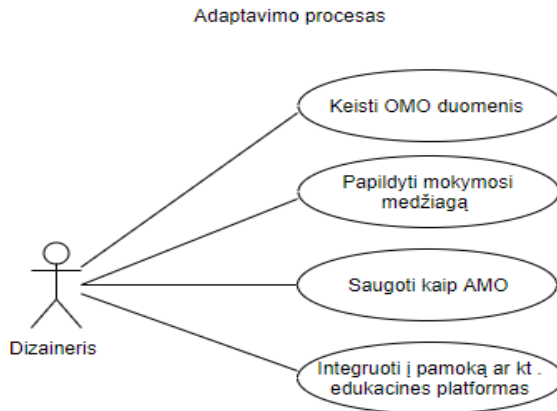 Adaptavimo procesas
Keisti OMO duomenis
Papildyti mokymosi
medžiagą
Saugoti kaip AMO
Dizaineris
Integruoti į pamoką ar kt .
edukacines platformas